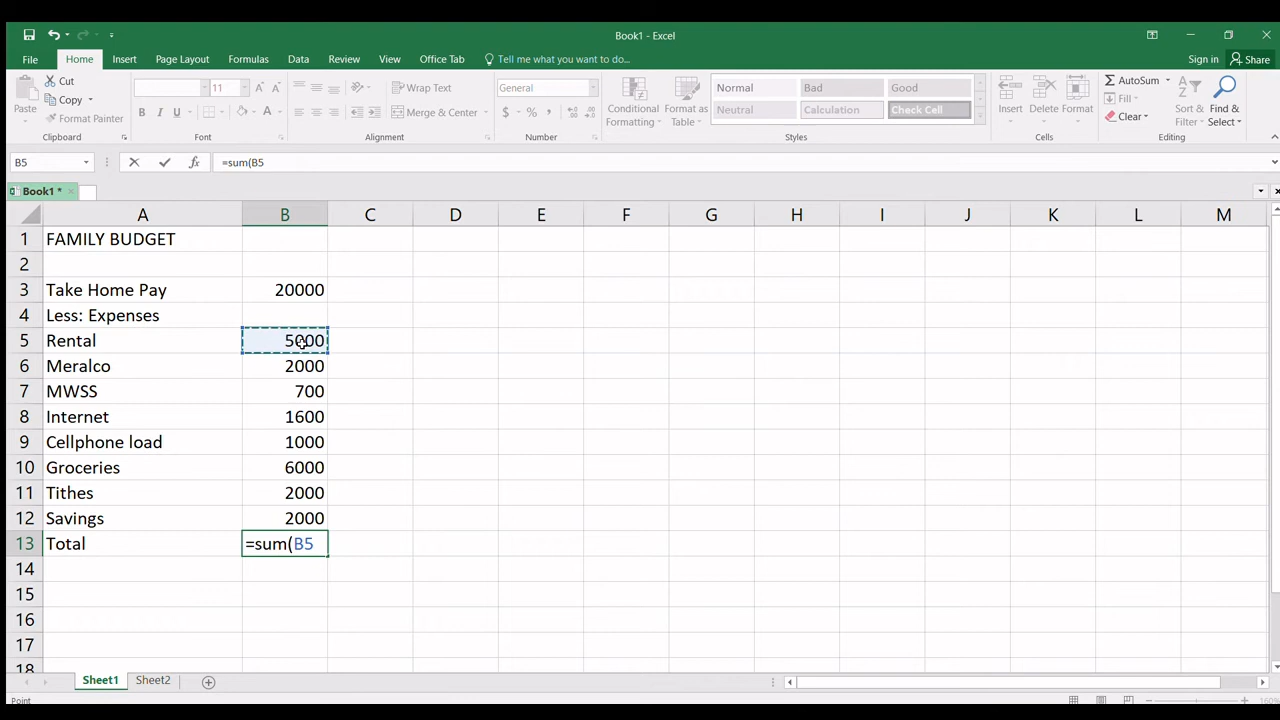 Book1 - Excel
File Home Insert Page Layout Formulas Data Review View Office Tab Tell me what you want to do... Sign in Share
Paste Cut Copy Format Painter
11
Wrap Text
Merge & Center
General
Conditional Formatting Format as Table
Normal Bad Good
Neutral Calculation Check Cell
Insert Delete Format
AutoSum Fill Clear
Sort & Filter Find & Select
Clipboard Font Alignment Number Styles Cells Editing
B5 fx =sum(B5
Book1 *
A B C D E F G H I J K L M
1 FAMILY BUDGET
2
3 Take Home Pay 20000
4 Less: Expenses
5 Rental 5000
6 Meralco 2000
7 MWSS 700
8 Internet 1600
9 Cellphone load 1000
10 Groceries 6000
11 Tithes 2000
12 Savings 2000
13 Total =sum(B5
14
15
16
17
18
Sheet1 Sheet2
Point 160%